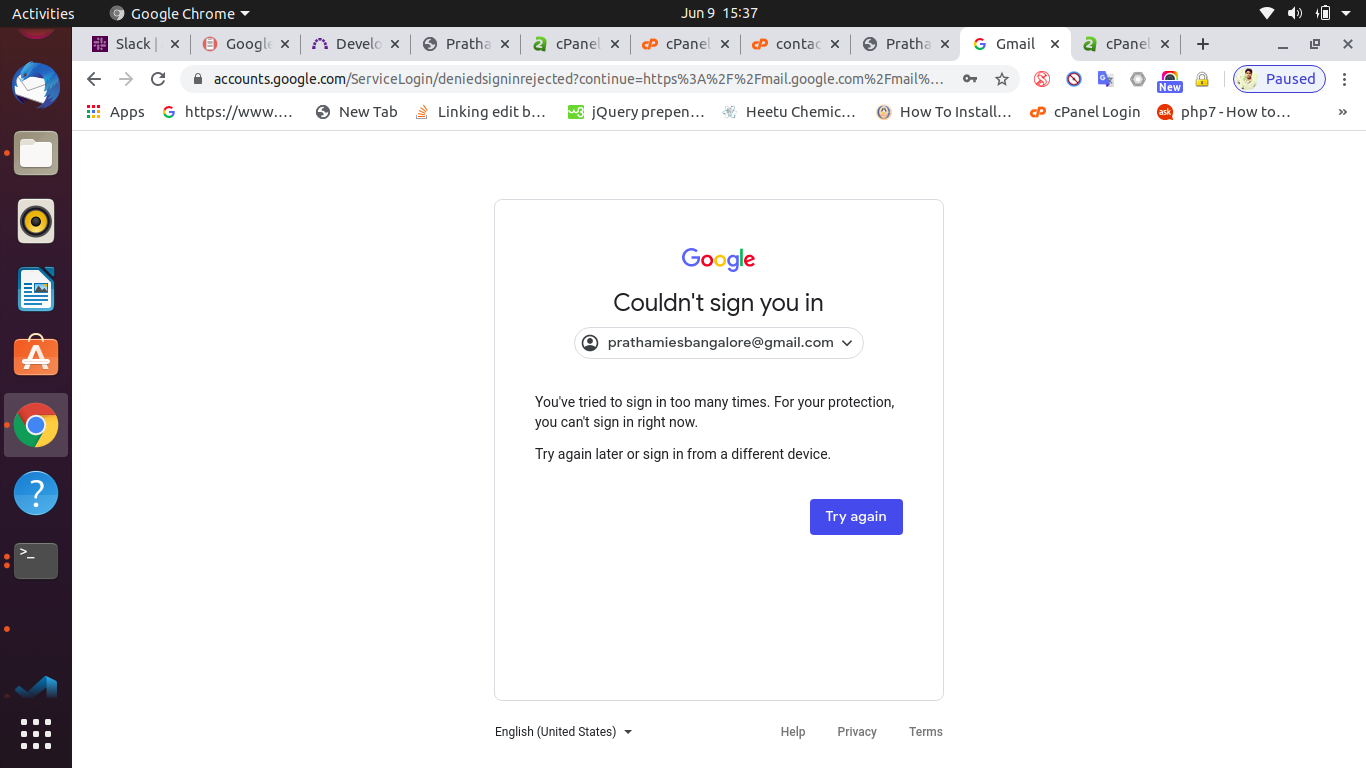 Activities
Google Chrome
Jun 9 15:37
Slack |
Google
Develo
Pratha
cPanel
cPanel
contac
Pratha
Gmail
cPanel
accounts.google.com/ServiceLogin/deniedsigninrejected?continue=https%3A%2F%2Fmail.google.com%2Fmail%...
New
Paused
Apps
https://www....
New Tab
Linking edit b...
jQuery prepen...
Heetu Chemic...
How To Install...
cPanel Login
php7 - How to...
»
Google
Couldn't sign you in
prathamiesbangalore@gmail.com
You've tried to sign in too many times. For your protection,
you can't sign in right now.
Try again later or sign in from a different device.
Try again
English (United States)
Help
Privacy
Terms